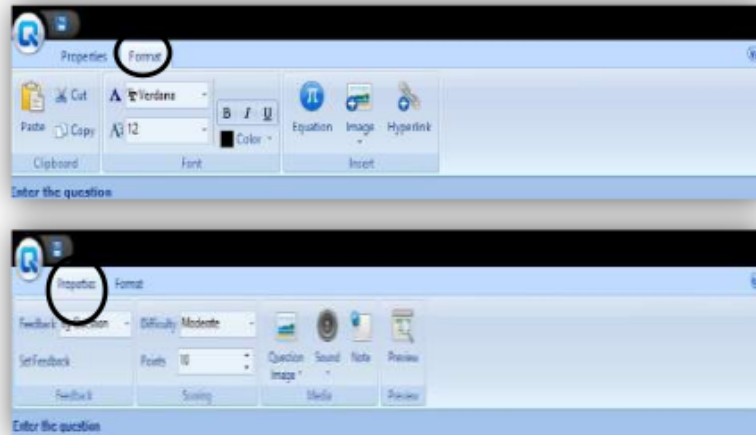 Properties Format
Cut A Verdana
B I U
Paste Copy A 12 Equation Image Hyperlink
Color
Clipboard Font Insert
Enter the question
Properties Format
Feedback by Question Difficulty Moderate
Set Feedback Points 10 Question Sound Note Preview
Image
Feedback Scoring Media Preview
Enter the question